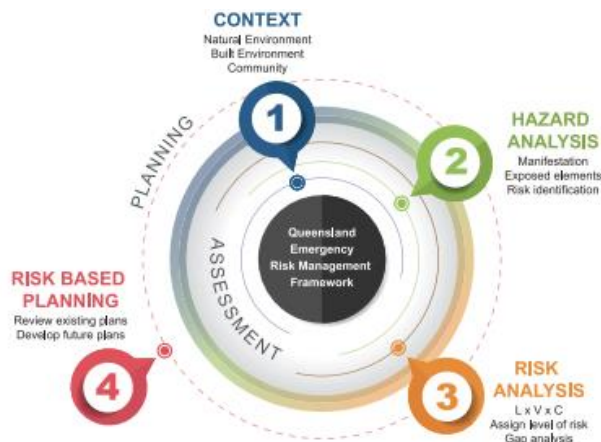 CONTEXT
Natural Environment
Built Environment
Community
1
PLANNING
HAZARD
ANALYSIS
Manifestation
Exposed elements
Risk identification
2
Queensland
Emergency
Risk Management
Framework
ASSESSMENT
RISK BASED
PLANNING
Review existing plans
Develop future plans
4
3
RISK
ANALYSIS
L x V x C
Assign level of risk
Gap analysis